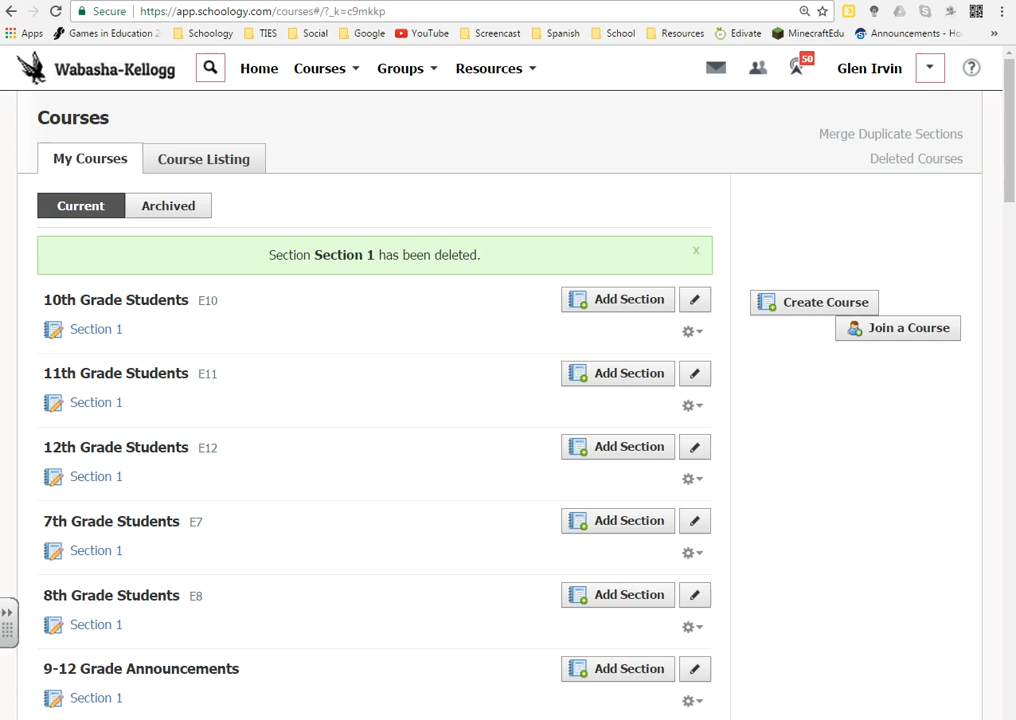 Secure https://app.schoology.com/courses#/?_k=c9mkkp
Apps Games in Education 2 Schoology TIES Social Google YouTube Screencast Spanish School Resources Edivate MinecraftEdu Announcements - Ho »
Wabasha-Kellogg Home Courses Groups Resources 50 Glen Irvin ?
Courses
Merge Duplicate Sections
Deleted Courses
My Courses Course Listing
Current Archived
Section Section 1 has been deleted. x
10th Grade Students E10 Add Section
Section 1
Create Course
Join a Course
11th Grade Students E11 Add Section
Section 1
12th Grade Students E12 Add Section
Section 1
7th Grade Students E7 Add Section
Section 1
8th Grade Students E8 Add Section
Section 1
9-12 Grade Announcements Add Section
Section 1